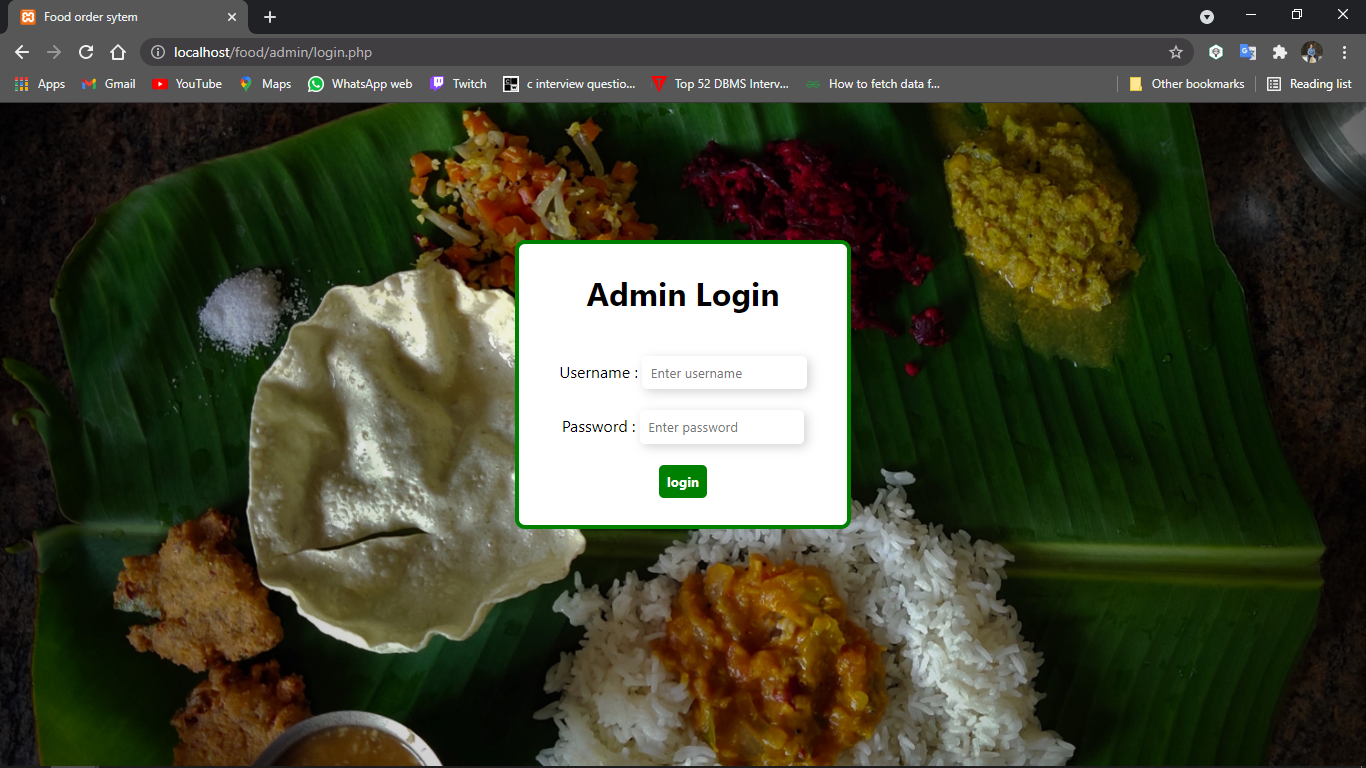 Food order sytem
localhost/food/admin/login.php
Apps Gmail YouTube Maps WhatsApp web Twitch c interview questio... Top 52 DBMS Interv... How to fetch data f... Other bookmarks Reading list
Admin Login
Username : Enter username
Password : Enter password
login